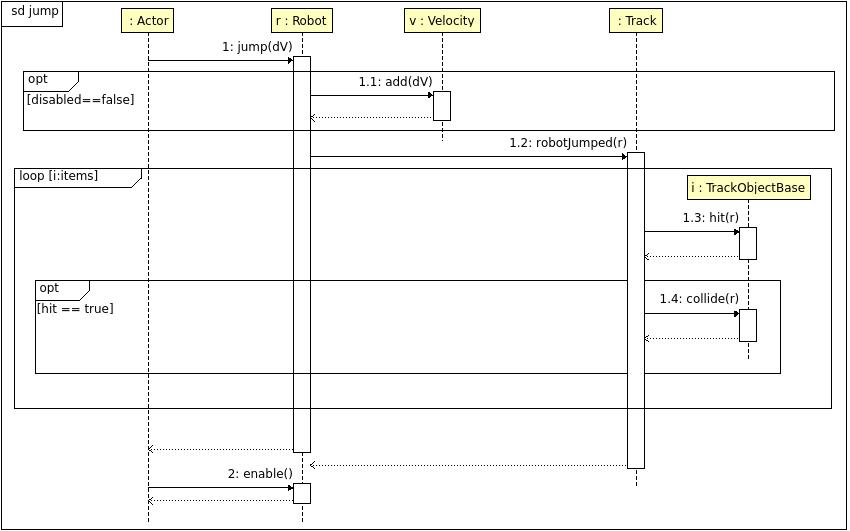 sd jump
: Actor
r : Robot
v : Velocity
: Track
1: jump(dV)
opt
[disabled==false]
1.1: add(dV)
1.2: robotJumped(r)
loop [i:items]
i : TrackObjectBase
1.3: hit(r)
opt
[hit == true]
1.4: collide(r)
2: enable()